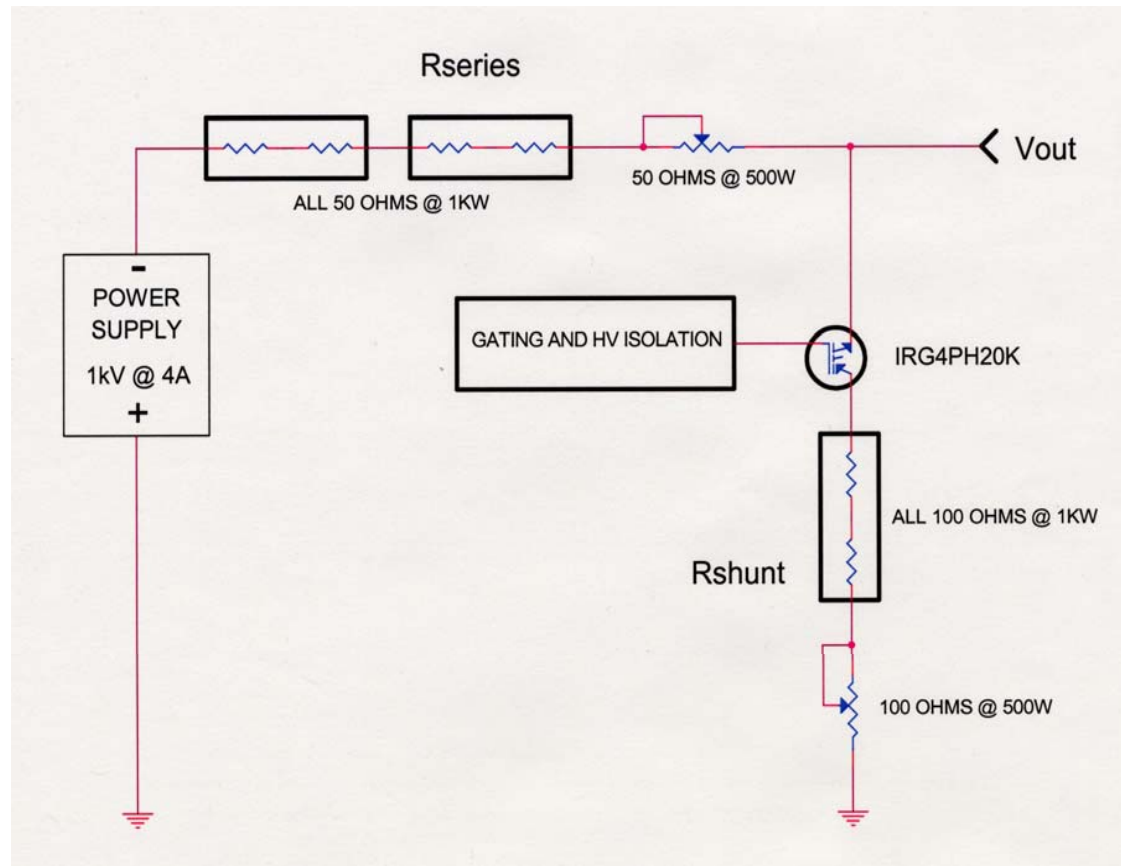 Rseries
ALL 50 OHMS @ 1KW
50 OHMS @ 500W
Vout
-
POWER
SUPPLY
1kV @ 4A
+
GATING AND HV ISOLATION
IRG4PH20K
ALL 100 OHMS @ 1KW
Rshunt
100 OHMS @ 500W